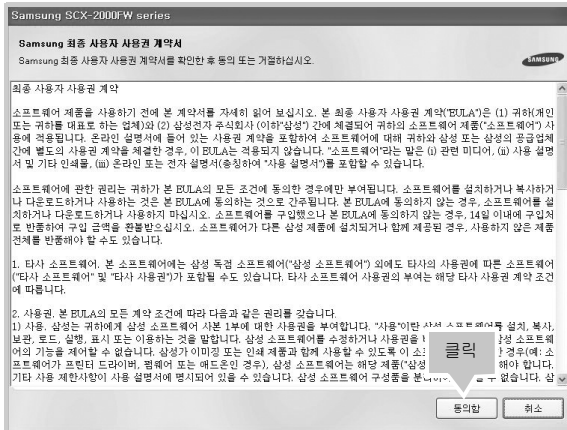 Samsung SCX-2000FW series
Samsung 최종 사용자 사용권 계약서
Samsung 최종 사용자 사용권 계약서를 확인한 후 동의 또는 거절하십시오.
SAMSUNG
최종 사용자 사용권 계약
소프트웨어 제품을 사용하기 전에 본 계약서를 자세히 읽어 보십시오. 본 최종 사용자 사용권 계약("EULA")은 (1) 귀하(개인
또는 귀하를 대표로 하는 업체)와 (2) 삼성전자 주식회사 (이하"삼성") 간에 체결되어 귀하의 소프트웨어 제품("소프트웨어") 사
용에 적용됩니다. 온라인 설명서에 들어 있는 사용권 계약을 포함하여 소프트웨어에 대해 귀하와 삼성 또는 삼성의 공급업체
간에 별도의 사용권 계약을 체결한 경우, 이 EULA는 적용되지 않습니다. "소프트웨어"라는 말은 (i) 관련 미디어, (ii) 사용 설명
서 및 기타 인쇄물, (iii) 온라인 또는 전자 설명서(총칭하여 "사용 설명서")를 포함할 수 있습니다.
소프트웨어에 관한 권리는 귀하가 본 EULA의 모든 조건에 동의한 경우에만 부여됩니다. 소프트웨어를 설치하거나 복사하거
나 다운로드하거나 사용하는 것은 본 EULA에 동의하는 것으로 간주됩니다. 본 EULA에 동의하지 않는 경우, 소프트웨어를 설
치하거나 다운로드하거나 사용하지 마십시오. 소프트웨어를 구입했으나 본 EULA에 동의하지 않는 경우, 14일 이내에 구입처
로 반품하여 구입 금액을 환불받으십시오. 소프트웨어가 다른 삼성 제품에 설치되거나 함께 제공된 경우, 사용하지 않은 제품
전체를 반품해야 할 수도 있습니다.
1. 타사 소프트웨어. 본 소프트웨어에는 삼성 독점 소프트웨어("삼성 소프트웨어") 외에도 타사의 사용권에 따른 소프트웨어
("타사 소프트웨어" 및 "타사 사용권")가 포함될 수도 있습니다. 타사 소프트웨어 사용권의 부여는 해당 타사 사용권 계약 조건
에 따릅니다.
2. 사용권. 본 EULA의 모든 계약 조건에 따라 다음과 같은 권리를 갖습니다.
1) 사용. 삼성는 귀하에게 삼성 소프트웨어 사본 1부에 대한 사용권을 부여합니다. "사용"이란 삼성 소프트웨어를 설치, 복사,
보관, 로드, 실행, 표시 또는 이용하는 것을 말합니다. 삼성 소프트웨어를 수정하거나 사용권을 삼성 소프트웨
어의 기능을 제어할 수 없습니다. 삼성가 이미징 또는 인쇄 제품과 함께 사용할 수 있도록 이 소 한 경우(예: 소
프트웨어가 프린터 드라이버, 펌웨어 또는 애드온인 경우), 삼성 소프트웨어는 해당 제품("삼성 해야 합니다.
기타 사용 제한사항이 사용 설명서에 명시되어 있을 수 있습니다. 삼성 소프트웨어 구성품을 분 수 없습니다. 삼
클릭
동의함
취소